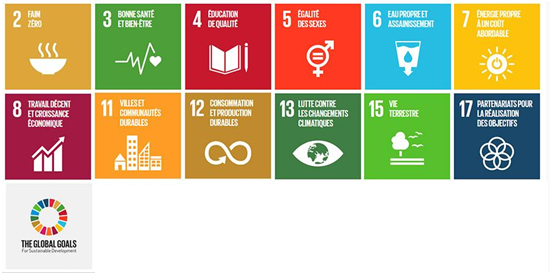 2 FAIM
ZÉRO
3 BONNE SANTÉ
ET BIEN-ÊTRE
4 ÉDUCATION
DE QUALITÉ
5 ÉGALITÉ
DES SEXES
6 EAU PROPRE ET
ASSAINISSEMENT
7 ÉNERGIE PROPRE
À UN COÛT
ABORDABLE
8 TRAVAIL DÉCENT
ET CROISSANCE
ÉCONOMIQUE
11 VILLES ET
COMMUNAUTÉS
DURABLES
12 CONSOMMATION
ET PRODUCTION
DURABLES
13 LUTTE CONTRE
LES CHANGEMENTS
CLIMATIQUES
15 VIE
TERRESTRE
17 PARTENARIATS POUR
LA RÉALISATION
DES OBJECTIFS
THE GLOBAL GOALS
For Sustainable Development